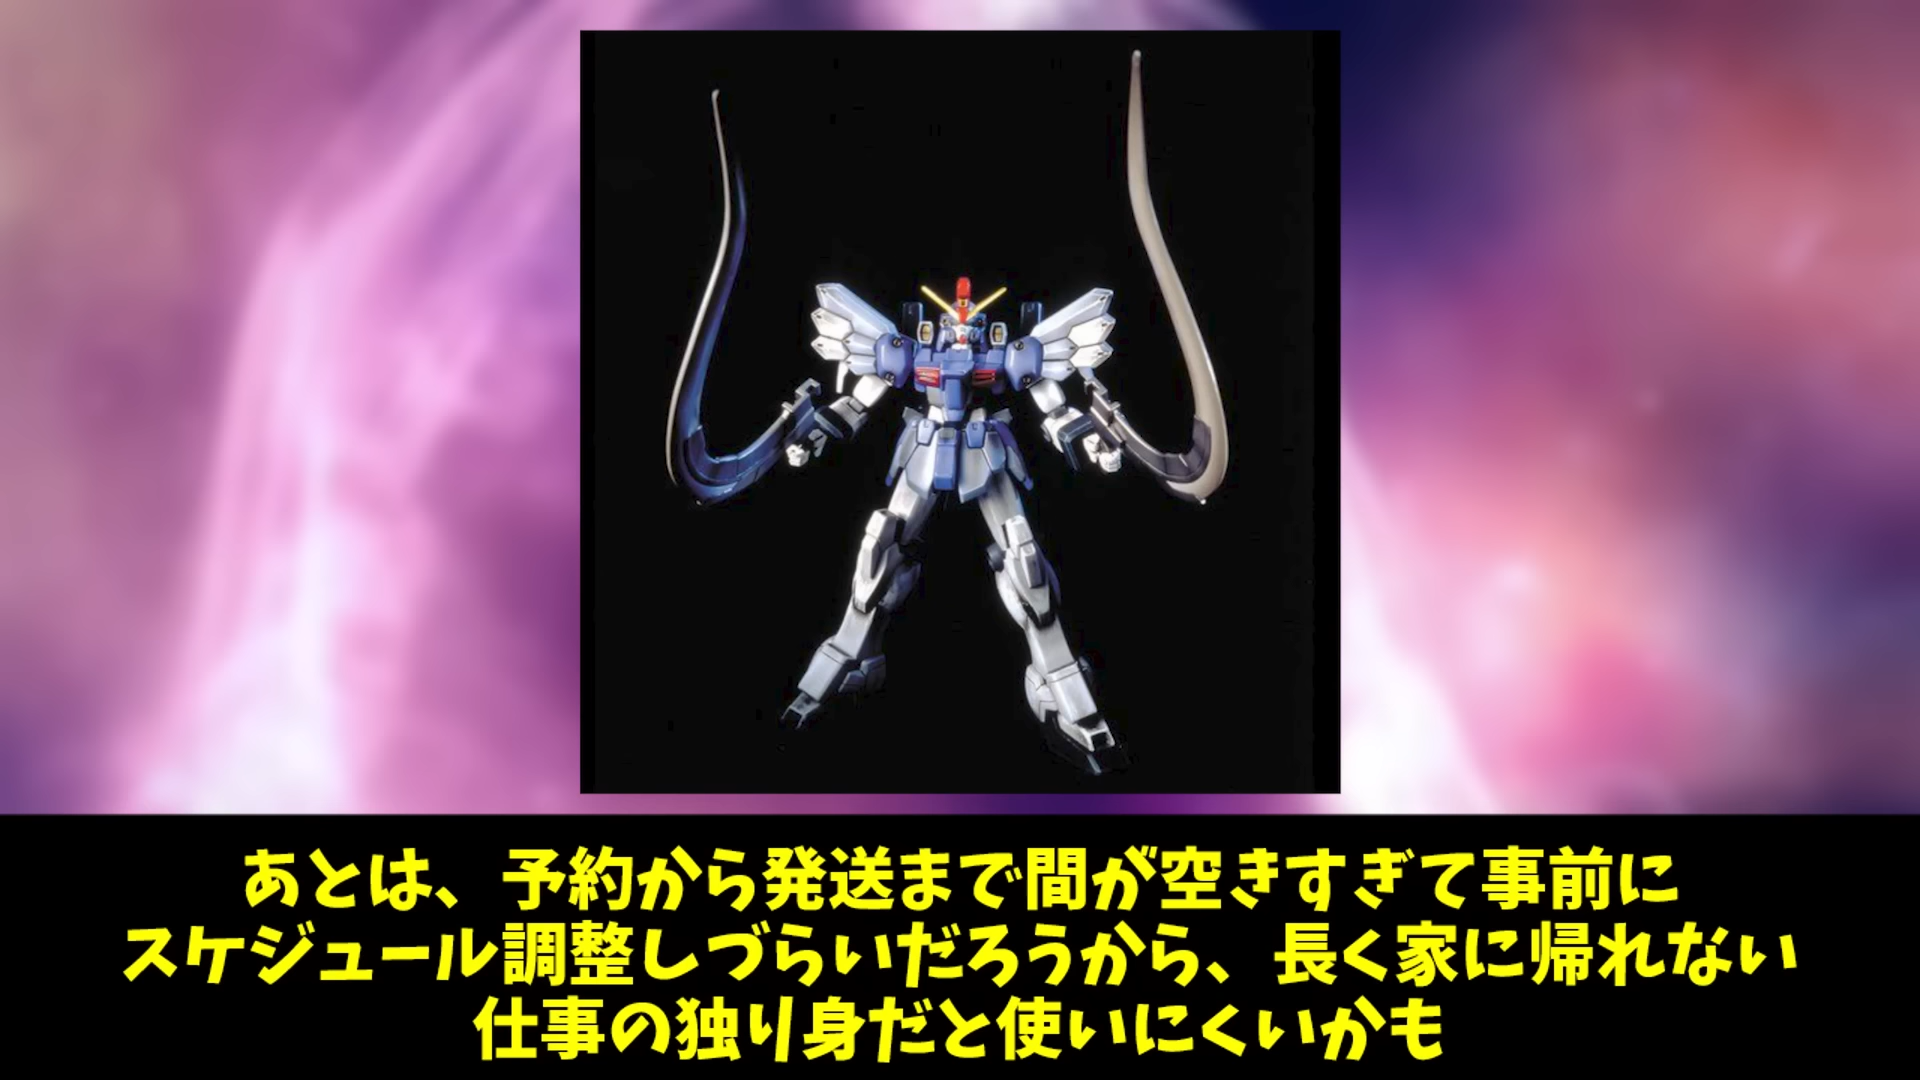 あとは、予約から発送まで間が空きすぎて事前に
スケジュール調整しづらいだろうから、長く家に帰れない
仕事の独り身だと使いにくいかも